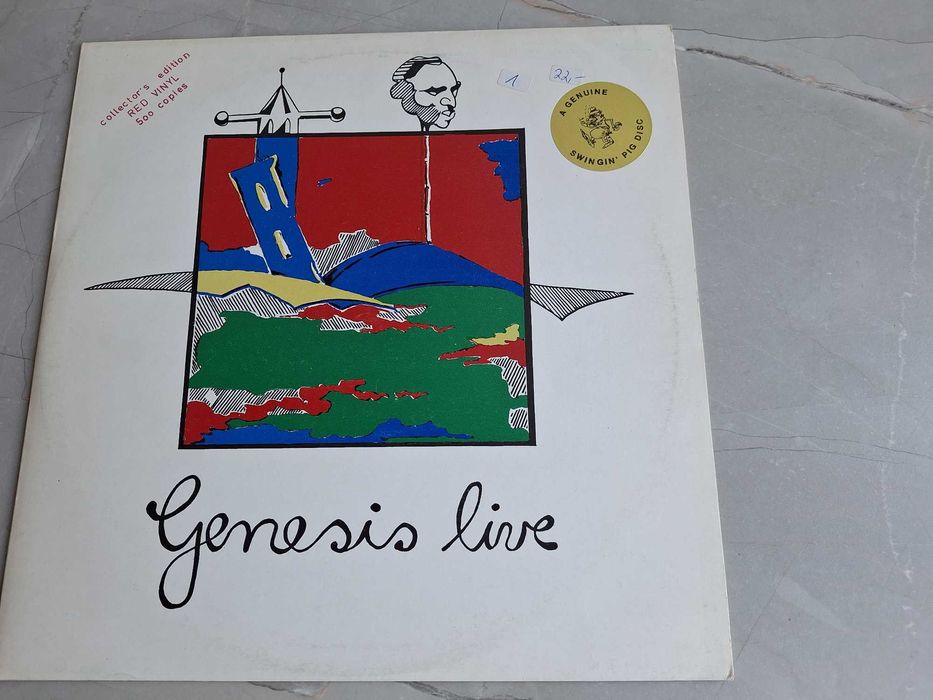 collector's edition
RED VINYL
500 copies
1
22,-
A GENUINE
SWINGIN' PIG DISC
Genesis live